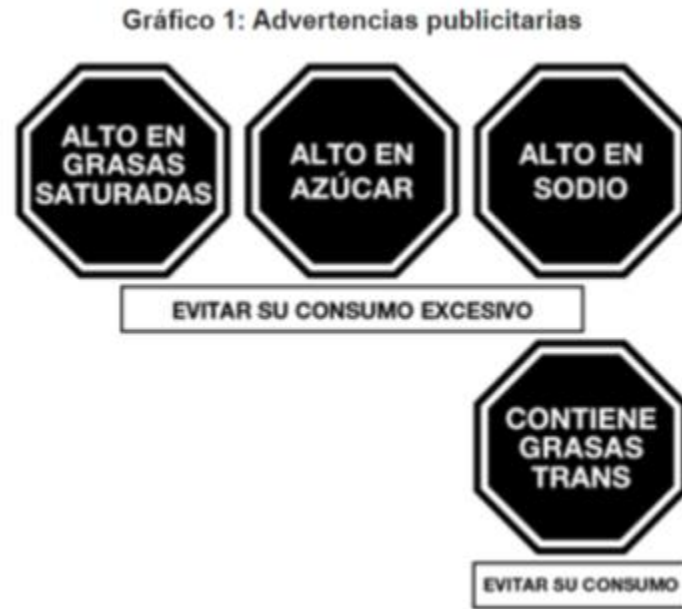 Gráfico 1: Advertencias publicitarias
ALTO EN
GRASAS
SATURADAS
ALTO EN
AZÚCAR
ALTO EN
SODIO
EVITAR SU CONSUMO EXCESIVO
CONTIENE
GRASAS
TRANS
EVITAR SU CONSUMO